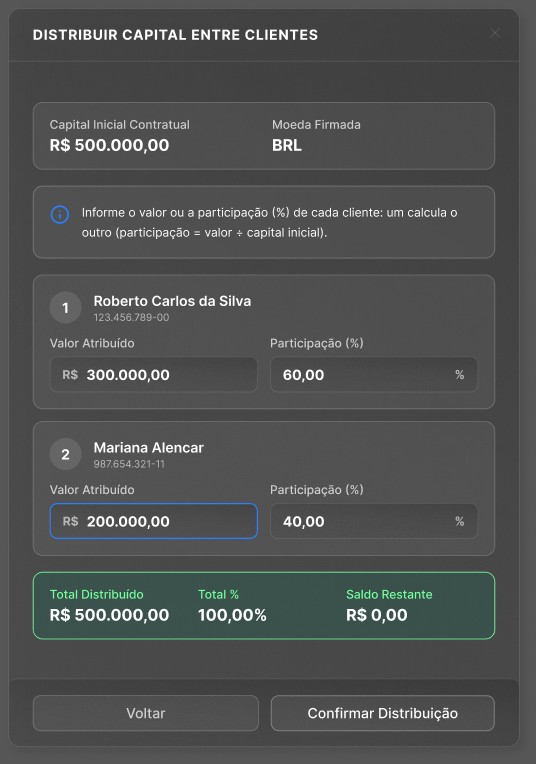 DISTRIBUIR CAPITAL ENTRE CLIENTES
Capital Inicial Contratual
Moeda Firmada
R$ 500.000,00
BRL
Informe o valor ou a participação (%) de cada cliente: um calcula o
outro (participação = valor ÷ capital inicial).
1
Roberto Carlos da Silva
123.456.789-00
Valor Atribuído
Participação (%)
R$ 300.000,00
60,00 %
2
Mariana Alencar
987.654.321-11
Valor Atribuído
Participação (%)
R$ 200.000,00
40,00 %
Total Distribuído
Total %
Saldo Restante
R$ 500.000,00
100,00%
R$ 0,00
Voltar
Confirmar Distribuição